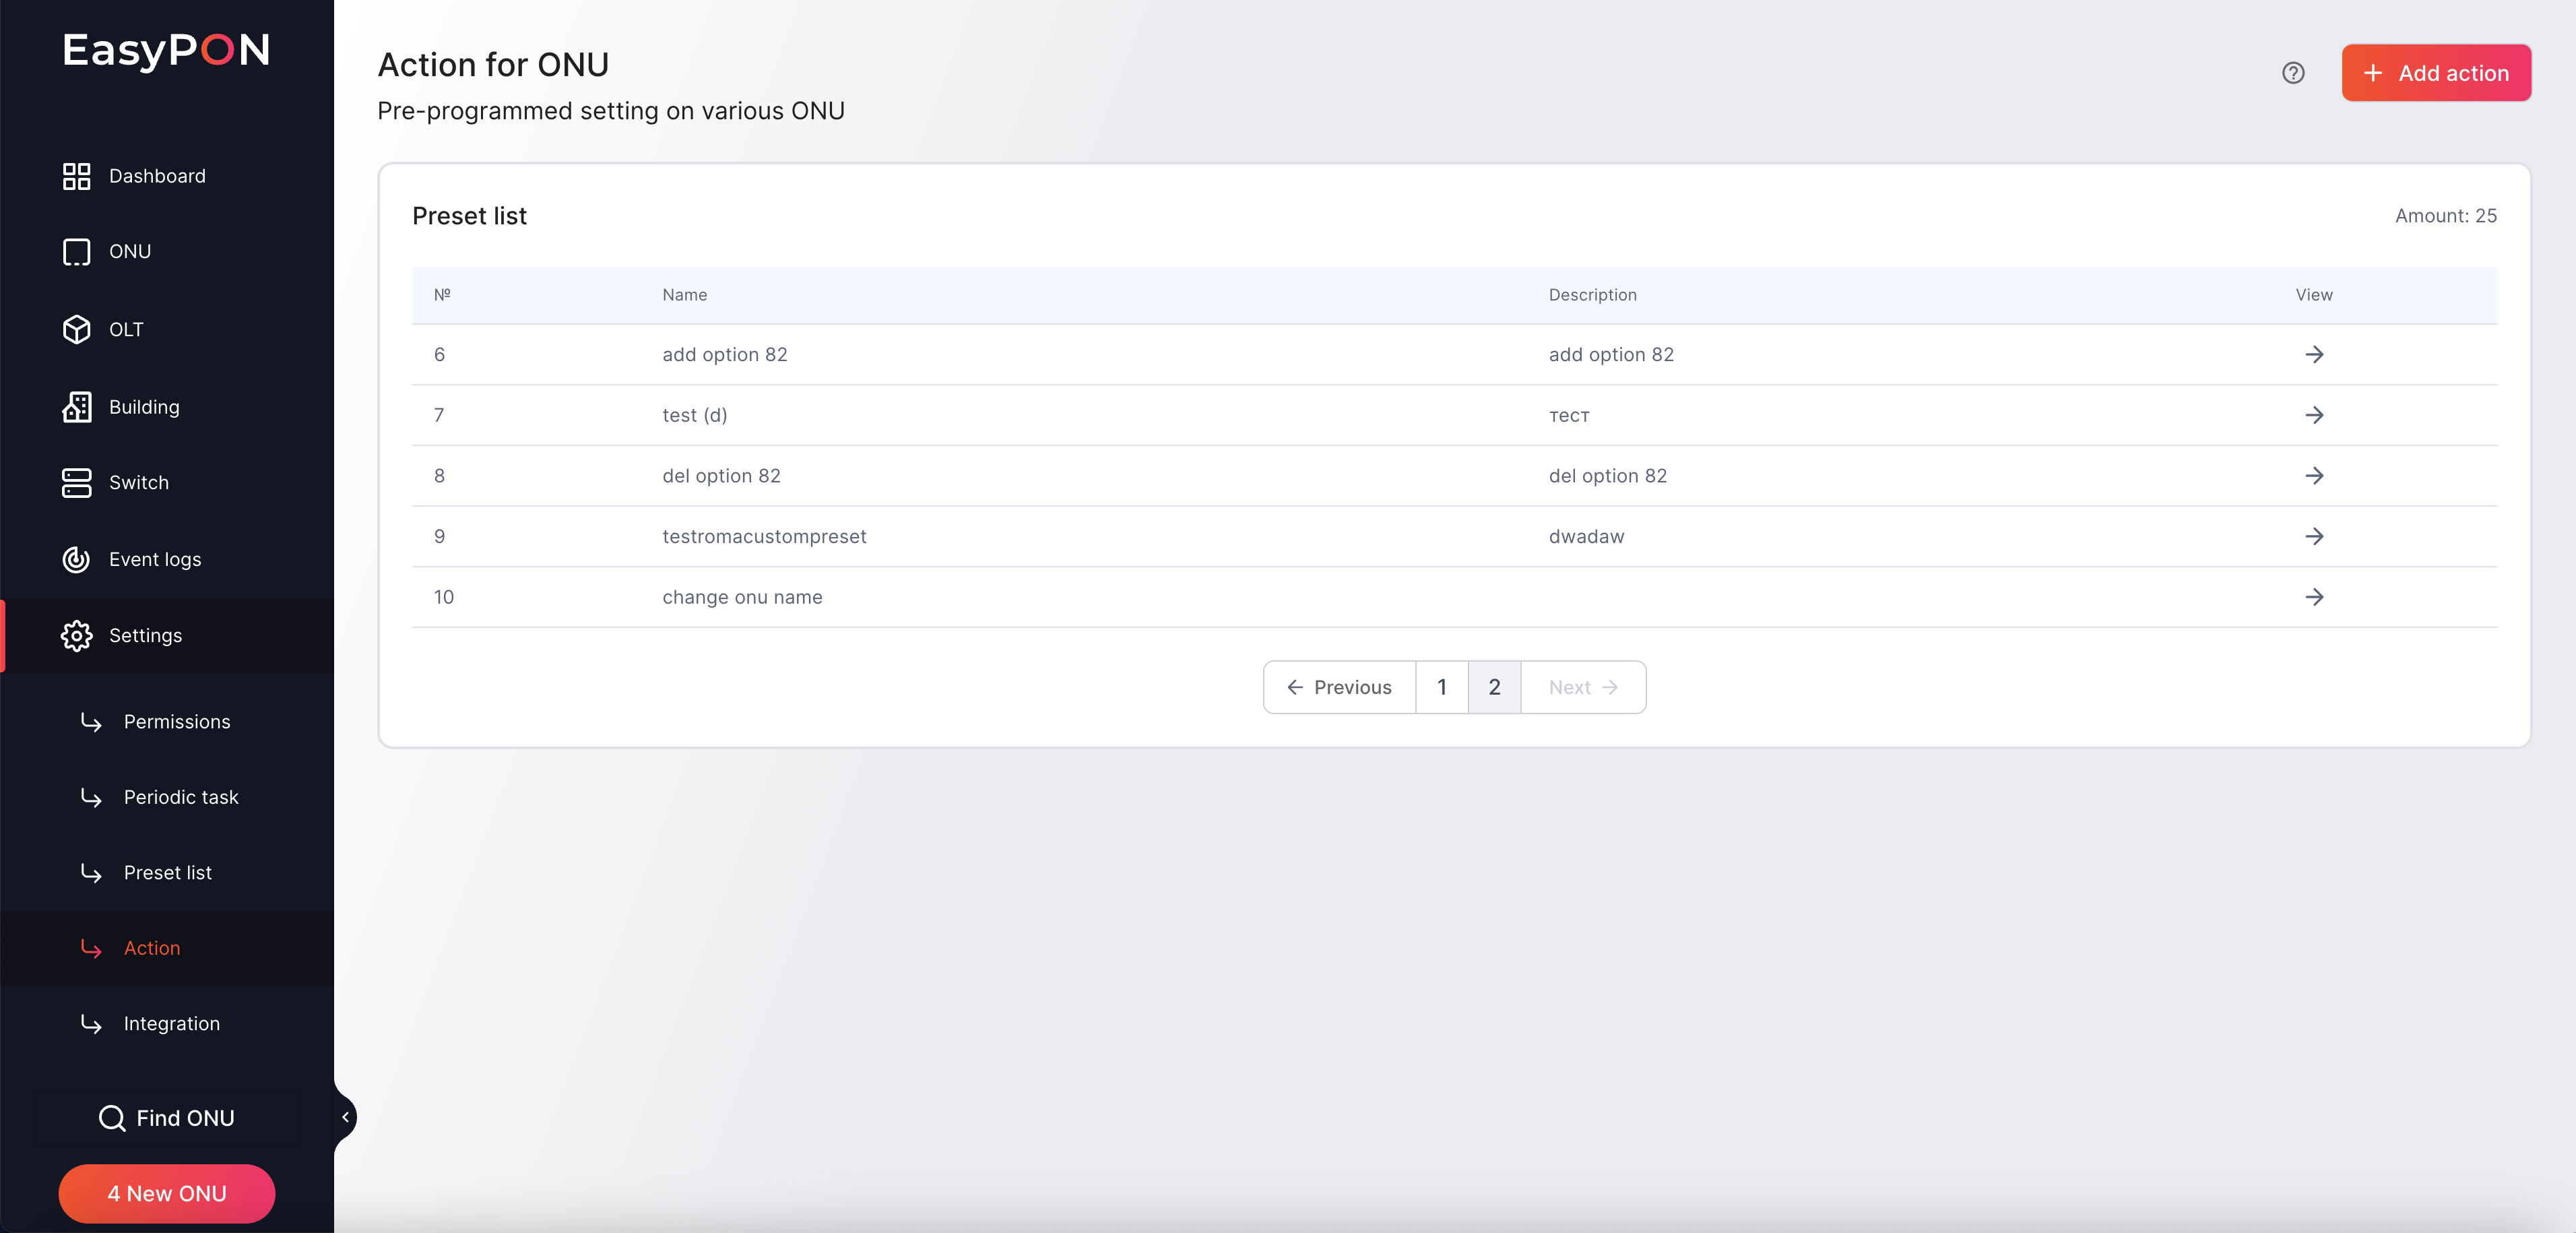 EasyPON
Dashboard
ONU
OLT
Building
Switch
Event logs
Settings
Permissions
Periodic task
Preset list
Action
Integration
Find ONU
4 New ONU
Action for ONU
Pre-programmed setting on various ONU
Add action
Preset list
Amount: 25
№ Name Description View
6 add option 82 add option 82
7 test (d) тест
8 del option 82 del option 82
9 testromacustompreset dwadaw
10 change onu name
Previous 1 2 Next